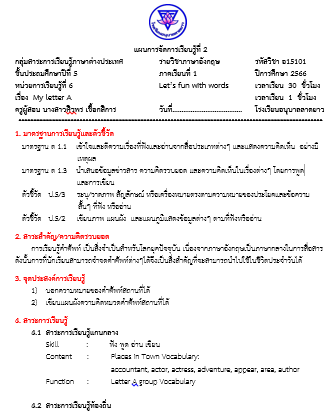 แผนการจัดการเรียนรู้ที่ 2
กลุ่มสาระการเรียนรู้ภาษาต่างประเทศ รายวิชาภาษาอังกฤษ รหัสวิชา อ15101
ชั้นประถมศึกษาปีที่ 5 ภาคเรียนที่ 1 ปีการศึกษา 2566
หน่วยการเรียนรู้ที่ 6 Let's fun with words เวลาเรียน 30 ชั่วโมง
เรื่อง My letter A เวลาเรียน 1 ชั่วโมง
ครูผู้สอน นางสาวศิวพร เชื้อกสิการ วันที่................................... โรงเรียนอนุบาลลาดยาว
1. มาตรฐานการเรียนรู้และตัวชี้วัด
มาตรฐาน ต 1.1 เข้าใจและตีความเรื่องที่ฟังและอ่านจากสื่อประเภทต่างๆ และแสดงความคิดเห็น อย่างมี
เหตุผล
มาตรฐาน ต 1.3 นำเสนอข้อมูลข่าวสาร ความคิดรวบยอด และความคิดเห็นในเรื่องต่างๆ โดยการพูด
และการเขียน
ตัวชี้วัด ป.5/3 ระบุ/วาดภาพ สัญลักษณ์ หรือเครื่องหมายตรงตามความหมายของประโยคและข้อความ
สั้นๆ ที่ฟัง หรืออ่าน
ตัวชี้วัด ป.5/2 เขียนภาพ แผนผัง และแผนภูมิแสดงข้อมูลต่างๆ ตามที่ฟังหรืออ่าน
2. สาระสำคัญ/ความคิดรวบยอด
การเรียนรู้คำศัพท์ เป็นสิ่งจำเป็นสำหรับโลกยุคปัจจุบัน เนื่องจากภาษาอังกฤษเป็นภาษากลางในการสื่อสาร
ดังนั้นการที่นักเรียนสามารถจำจดคำศัพท์ต่างๆได้จึงเป็นสิ่งสำคัญที่จะสามารถนำไปใช้ในชีวิตประจำวันได้
3. จุดประสงค์การเรียนรู้
1) บอกความหมายของคำศัพท์สถานที่ได้
2) เขียนแผนผังความคิดหมวดคำศัพท์สถานที่ได้
6. สาระการเรียนรู้
6.1 สาระการเรียนรู้แกนกลาง
Skill : ฟัง พูด อ่าน เขียน
Content : Places in Town Vocabulary:
accountant, actor, actress, adventure, appear, area, author
Function : Letter A group Vocabulary
6.2 สาระการเรียนรู้ท้องถิ่น